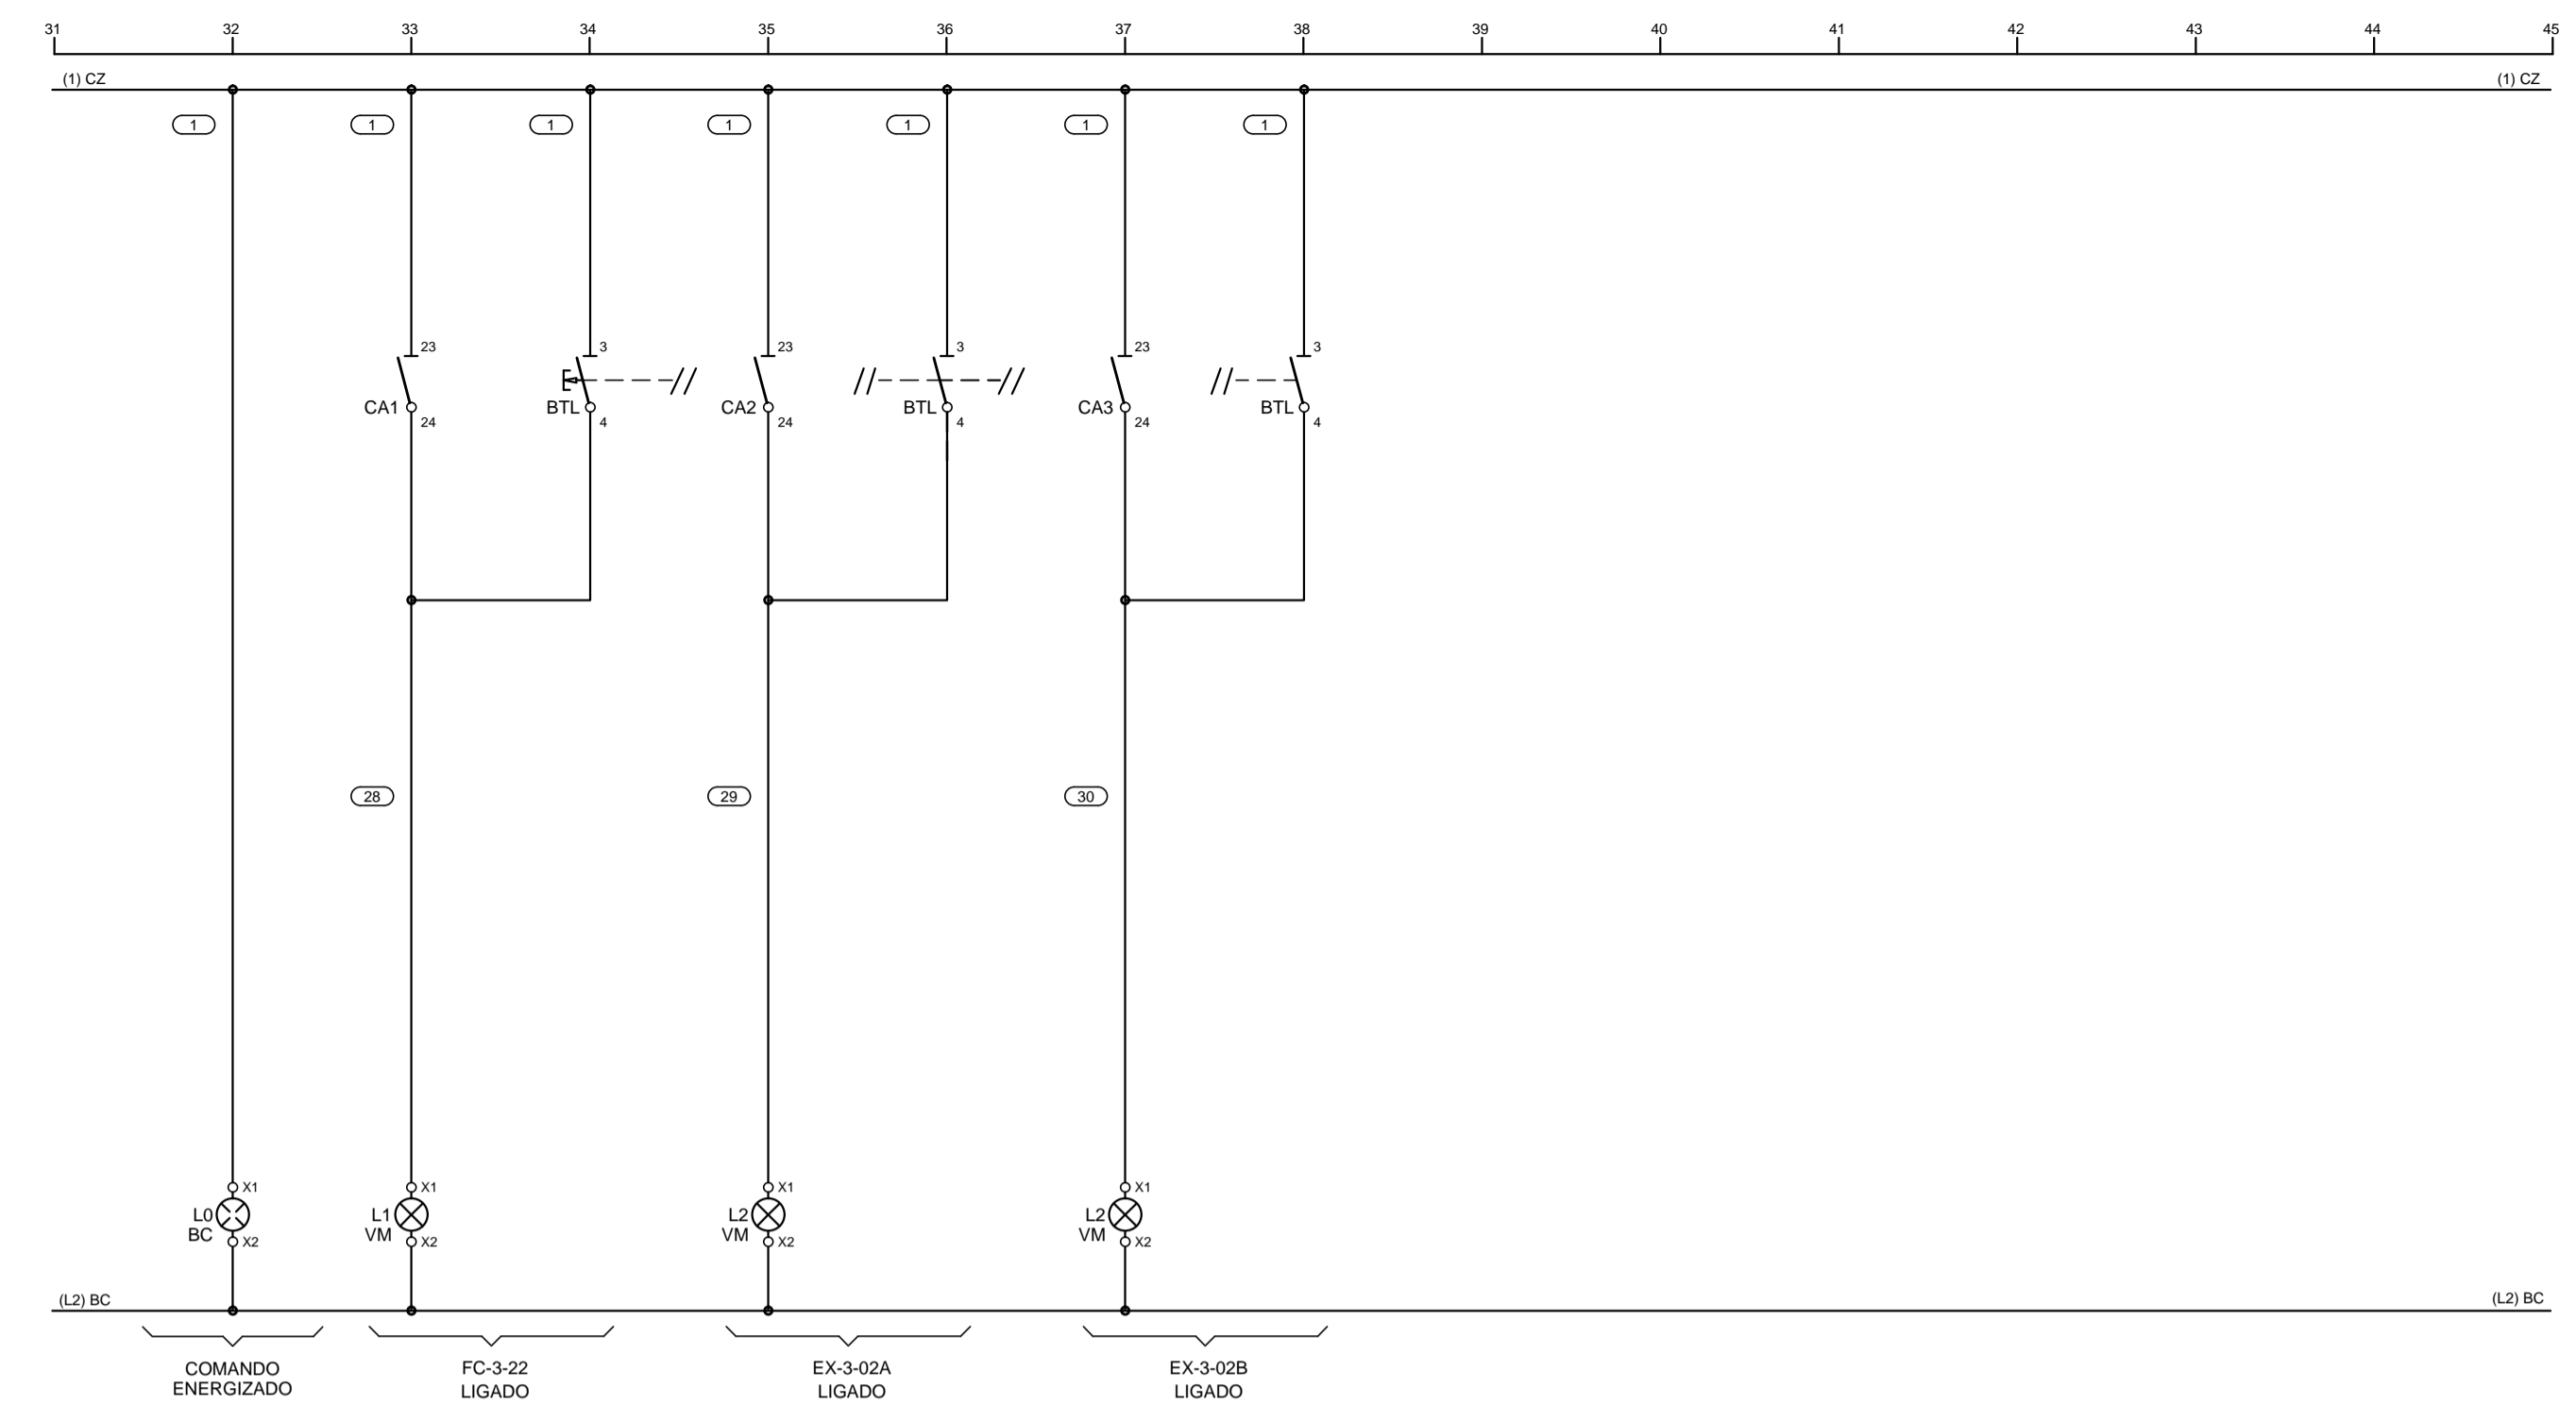 31 32 33 34 35 36 37 38 39 40 41 42 43 44 45
(1) CZ (1) CZ
1 1 1 1 1 1 1
23 3 23 3 23 3
CA1 BTL CA2 BTL CA3 BTL
24 4 24 4 24 4
28 29 30
X1 X1 X1 X1
L0 L1 L2 L2
BC VM VM VM
X2 X2 X2 X2
(L2) BC (L2) BC
COMANDO FC-3-22 EX-3-02A EX-3-02B
ENERGIZADO LIGADO LIGADO LIGADO